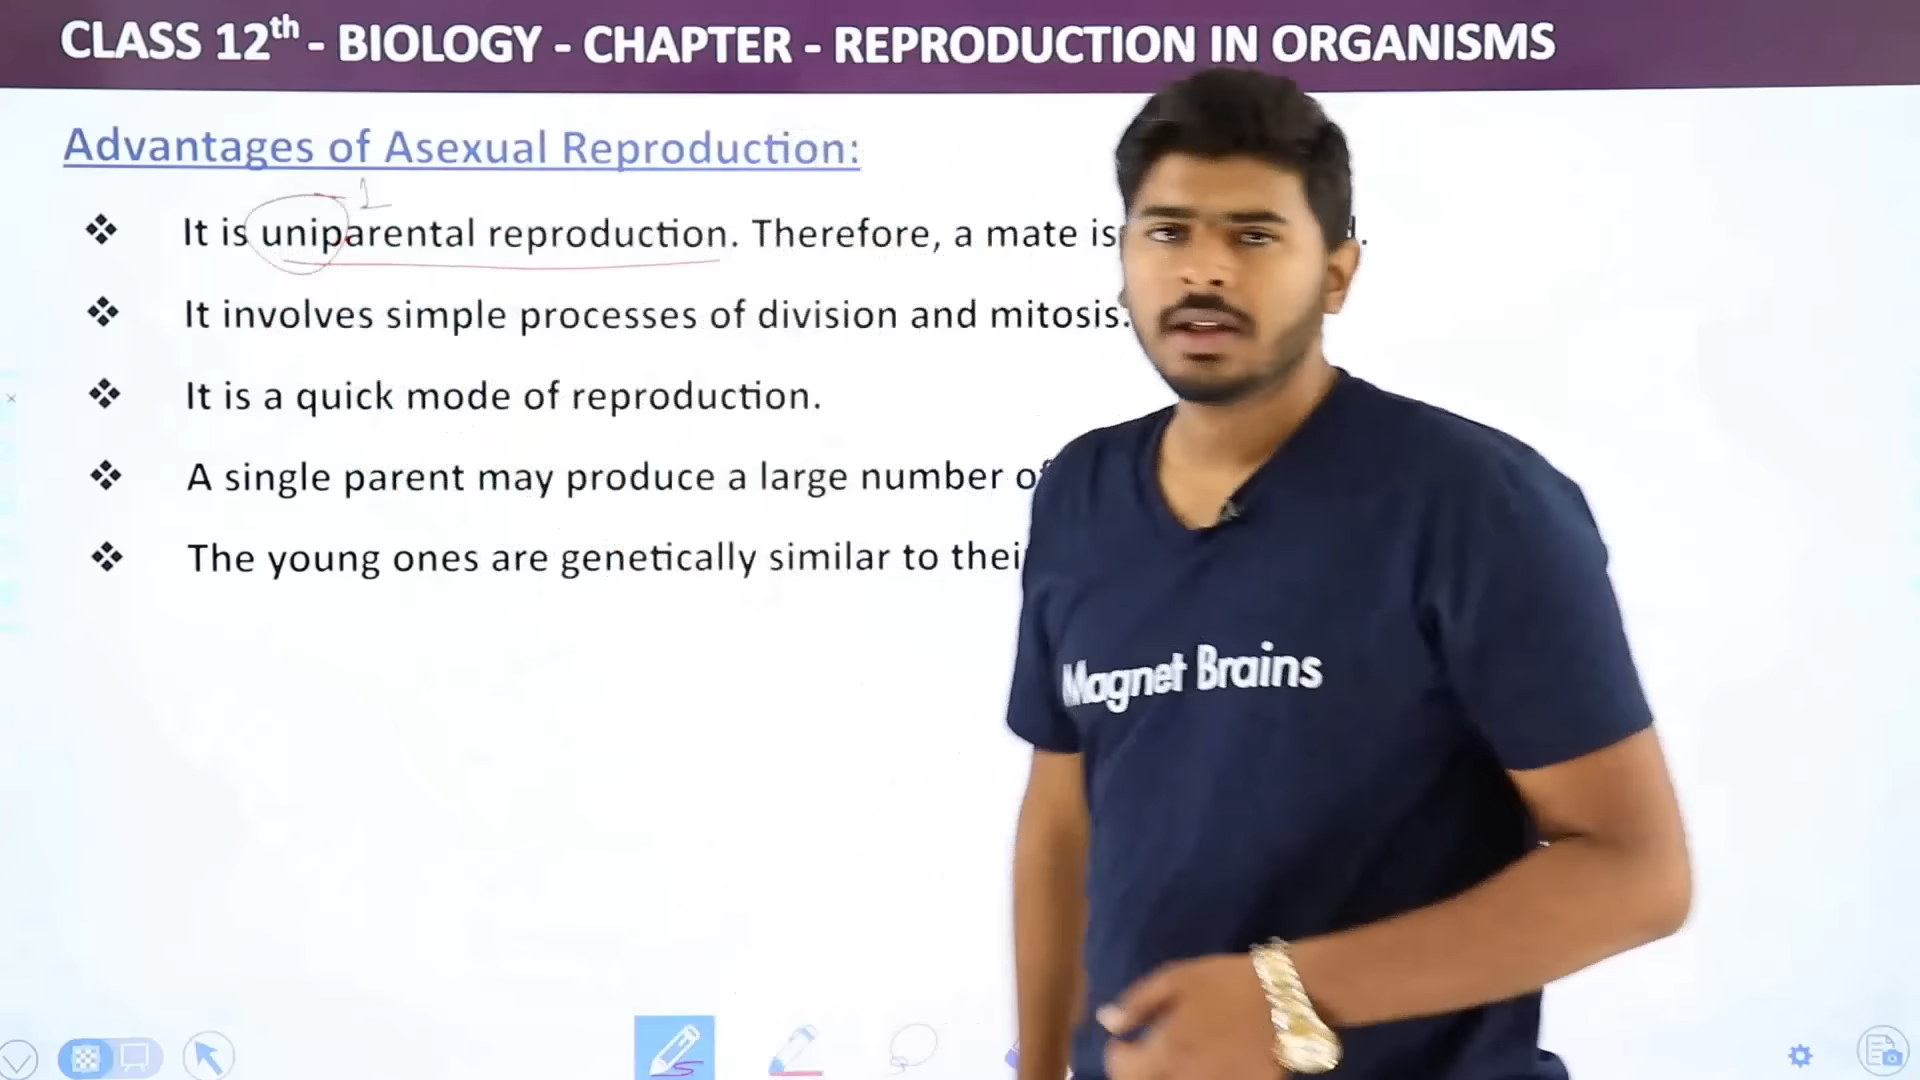 CLASS 12th - BIOLOGY - CHAPTER - REPRODUCTION IN ORGANISMS
Advantages of Asexual Reproduction:
1
❖ It is uniparental reproduction. Therefore, a mate is
❖ It involves simple processes of division and mitosis.
❖ It is a quick mode of reproduction.
❖ A single parent may produce a large number
❖ The young ones are genetically similar to
Magnet Brains